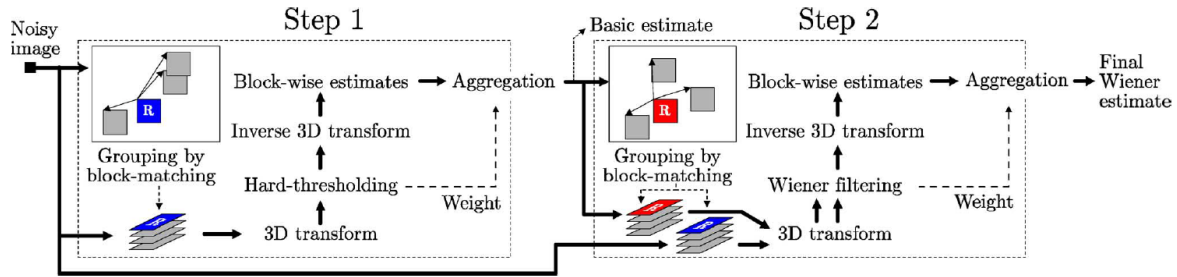 Noisy
image
Step 1
R
Grouping by
block-matching
R
3D transform
Hard-thresholding
Inverse 3D transform
Block-wise estimates
Aggregation
Weight
Basic estimate
Step 2
R
Grouping by
block-matching
R
R
3D transform
Wiener filtering
Inverse 3D transform
Block-wise estimates
Aggregation
Weight
Final
Wiener
estimate